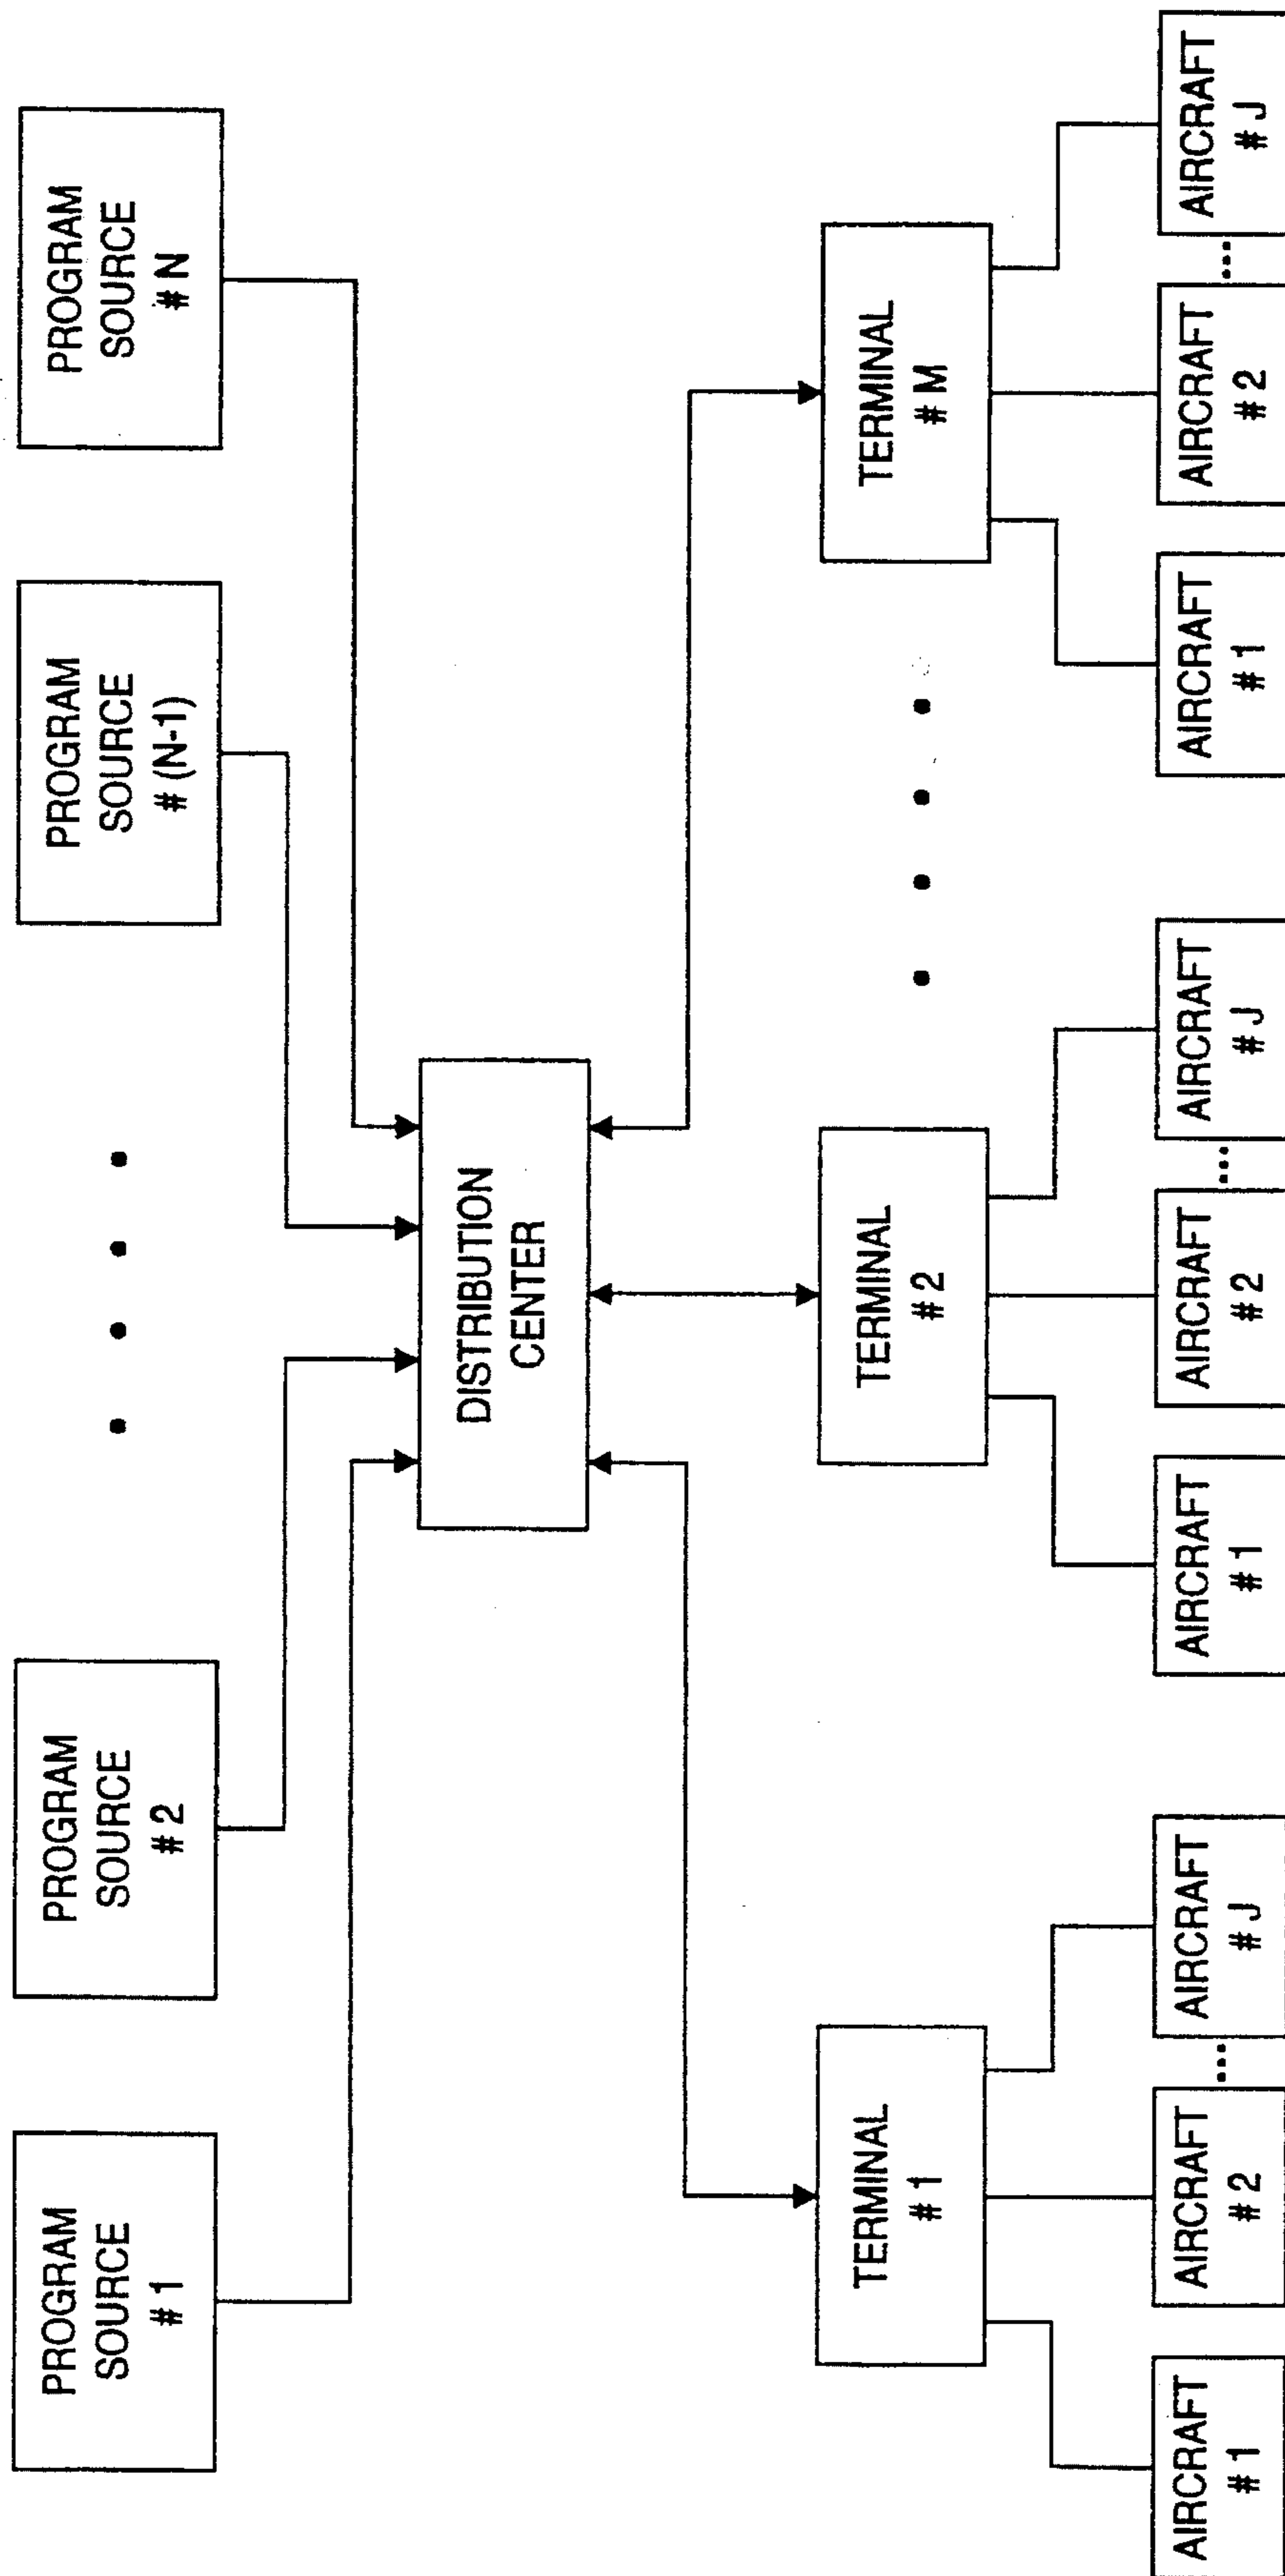 PROGRAM
SOURCE
# 1
PROGRAM
SOURCE
# 2
PROGRAM
SOURCE
# (N-1)
PROGRAM
SOURCE
# N
DISTRIBUTION
CENTER
TERMINAL
# 1
TERMINAL
# 2
TERMINAL
# M
AIRCRAFT
# 1
AIRCRAFT
# 2
...
AIRCRAFT
# J
AIRCRAFT
# 1
AIRCRAFT
# 2
...
AIRCRAFT
# J
AIRCRAFT
# 1
AIRCRAFT
# 2
...
AIRCRAFT
# J